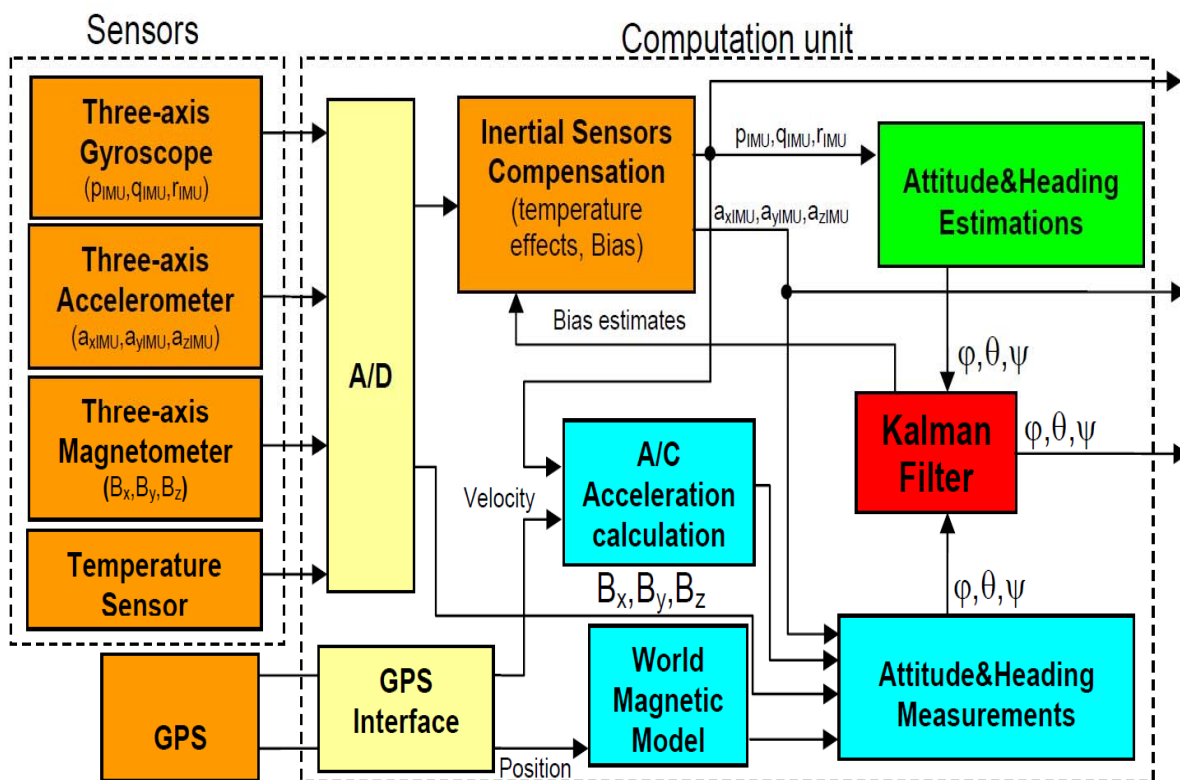 Sensors
Computation unit
Three-axis
Gyroscope
(pIMU,qIMU,rIMU)
Three-axis
Accelerometer
(axIMU,ayIMU,azIMU)
Three-axis
Magnetometer
(Bx,By,Bz)
Temperature
Sensor
GPS
A/D
GPS
Interface
Inertial Sensors
Compensation
(temperature
effects, Bias)
pIMU,qIMU,rIMU
axIMU,ayIMU,azIMU
Attitude&Heading
Estimations
Bias estimates
φ,θ,ψ
Kalman
Filter
φ,θ,ψ
A/C
Acceleration
calculation
Velocity
Bx,By,Bz
φ,θ,ψ
World
Magnetic
Model
Position
Attitude&Heading
Measurements